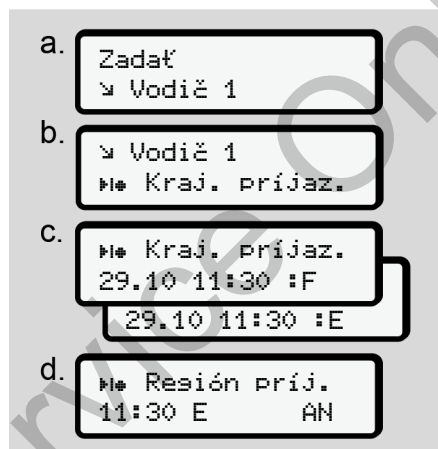 a.
Zadať
↘ Vodič 1
b.
↘ Vodič 1
Kraj. príjaz.
c.
Kraj. príjaz.
29.10 11:30 :F
29.10 11:30 :E
d.
Región príj.
11:30 E AN